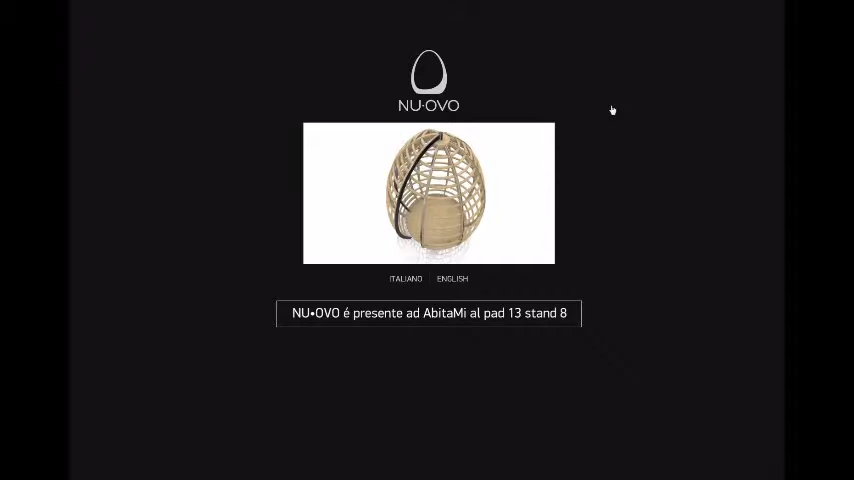 NU·OVO
ITALIANO
ENGLISH
NU•OVO é presente ad AbitaMi al pad 13 stand 8